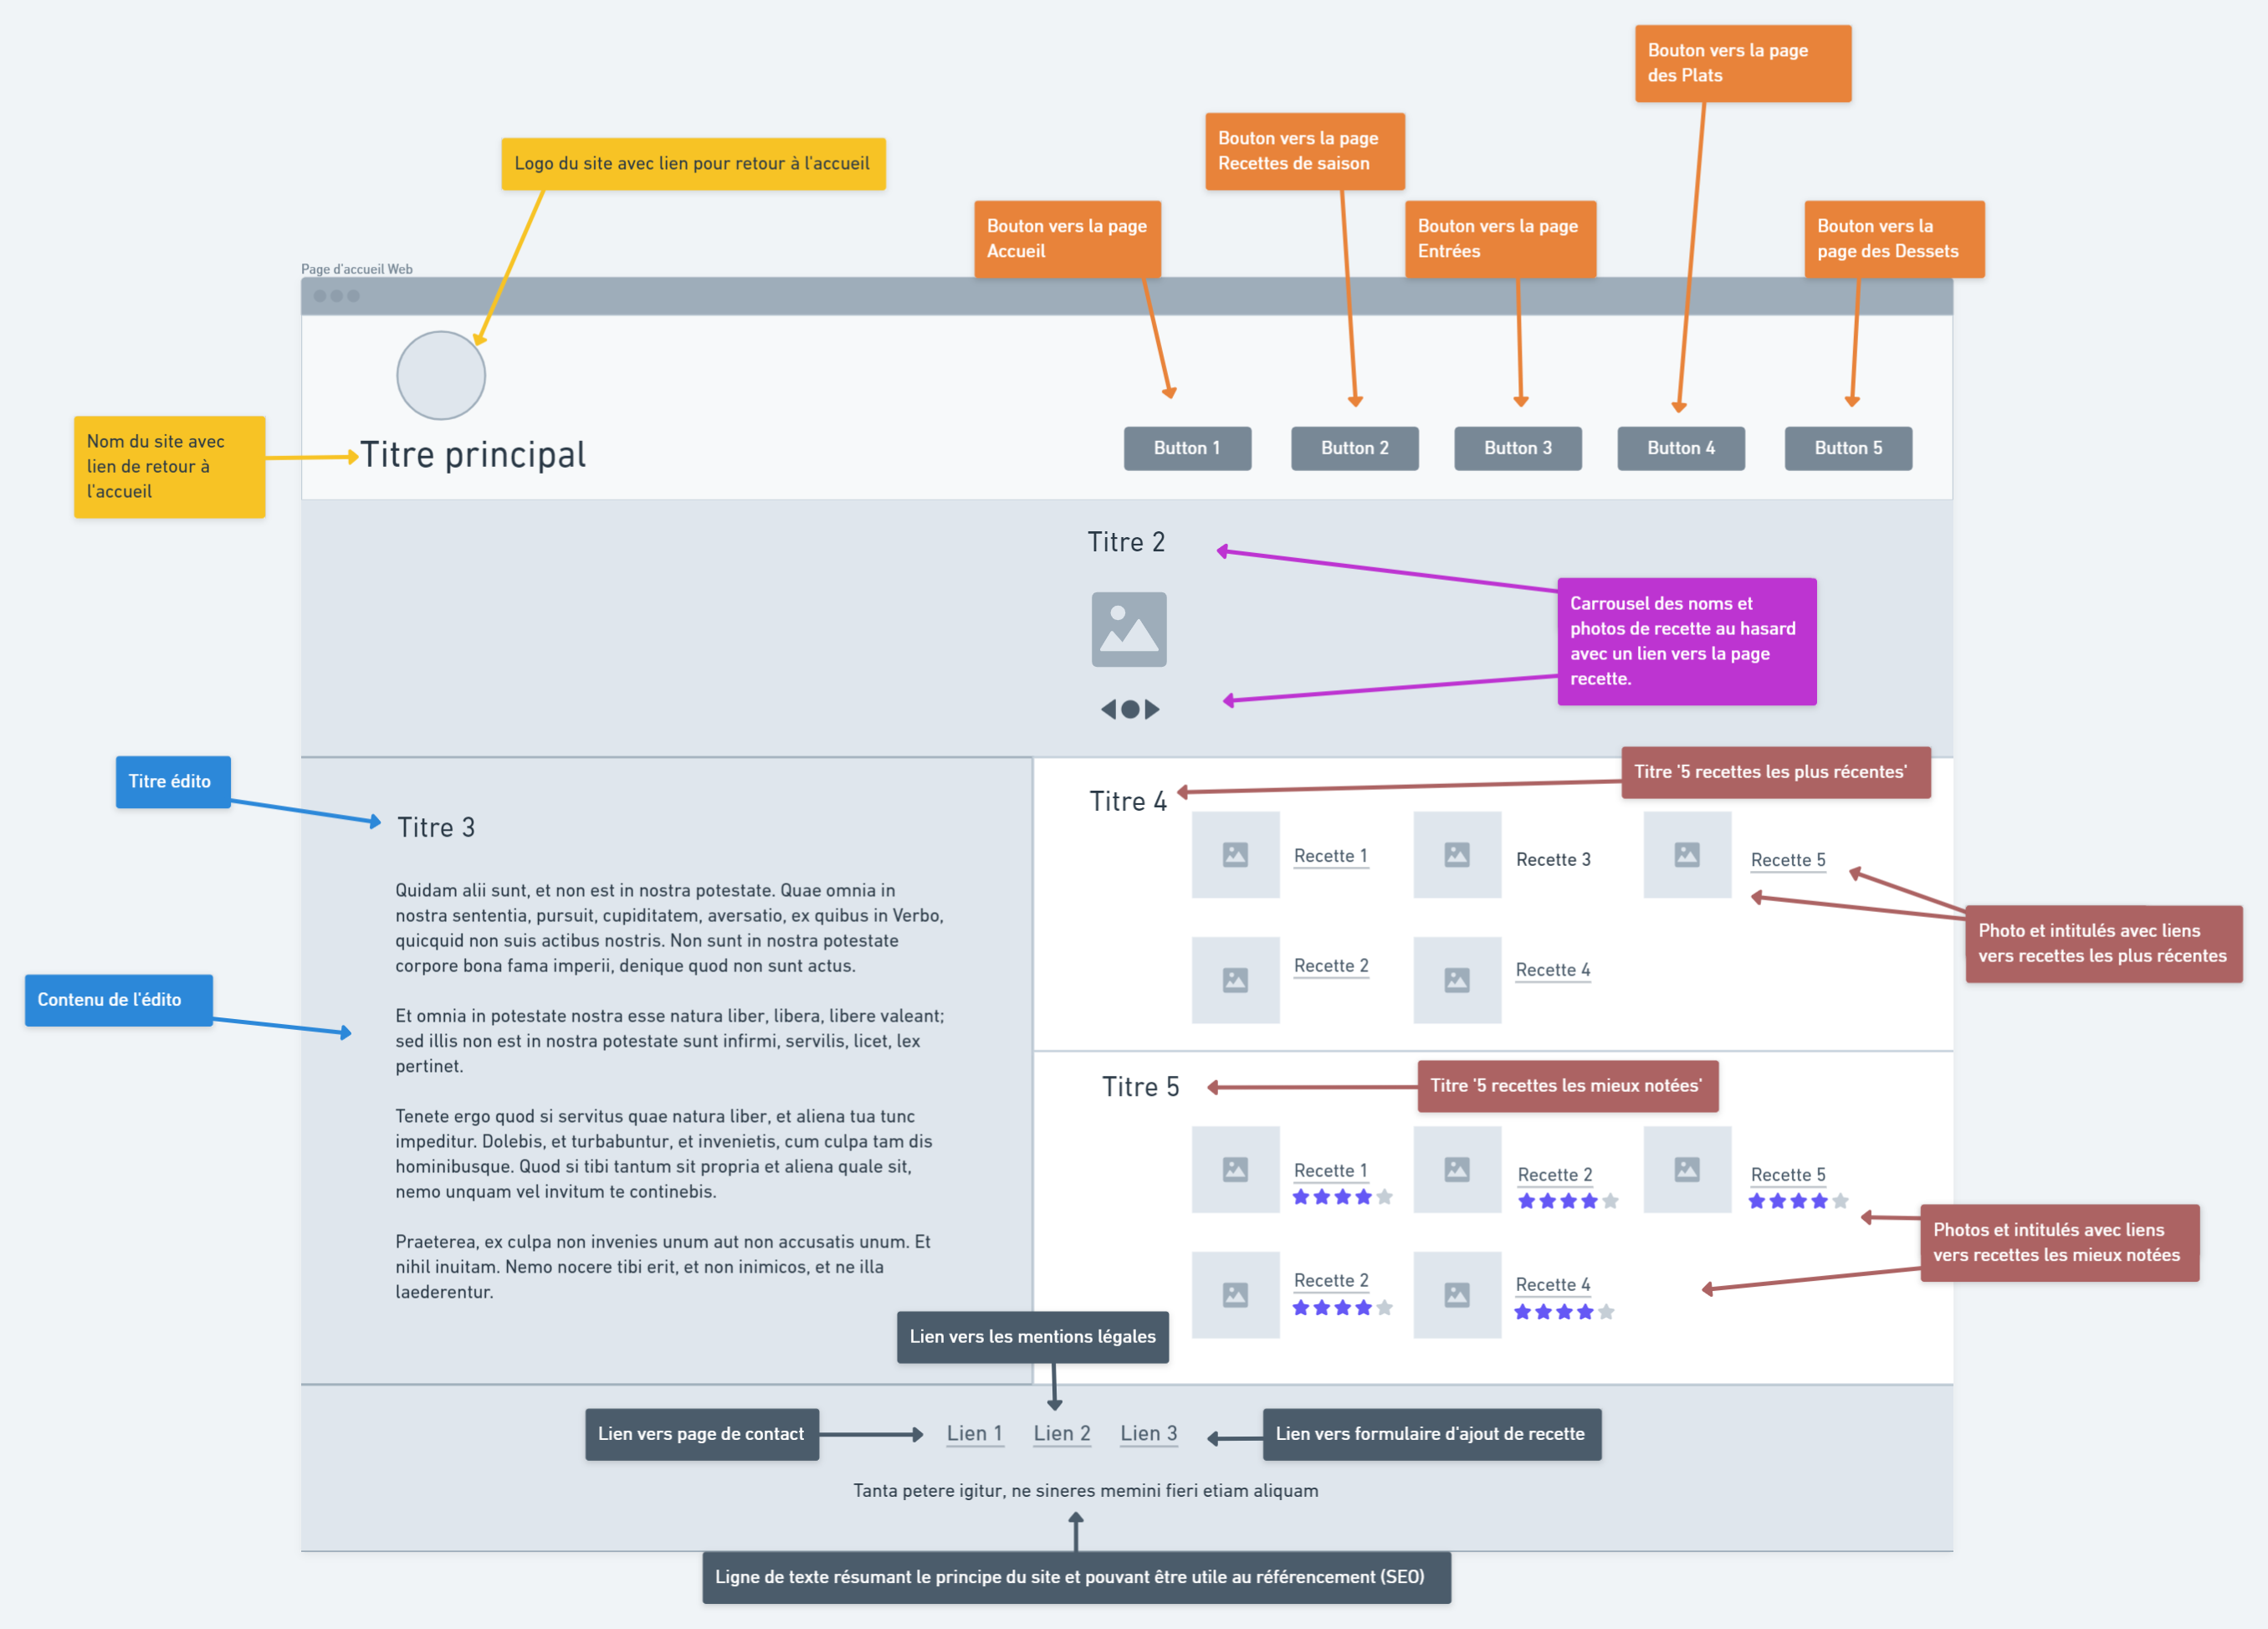 Bouton vers la page
des Plats
Bouton vers la page
Recettes de saison
Logo du site avec lien pour retour à l'accueil
Bouton vers la page
Accueil
Bouton vers la page
Entrées
Bouton vers la
page des Dessets
Page d'accueil Web
Nom du site avec
lien de retour à
l'accueil
Titre principal
Button 1
Button 2
Button 3
Button 4
Button 5
Titre 2
Carrousel des noms et
photos de recette au hasard
avec un lien vers la page
recette.
Titre édito
Titre 3
Quidam alii sunt, et non est in nostra potestate. Quae omnia in
nostra sententia, pursuit, cupiditatem, aversatio, ex quibus in Verbo,
quicquid non suis actibus nostris. Non sunt in nostra potestate
corpore bona fama imperii, denique quod non sunt actus.
Contenu de l'édito
Et omnia in potestate nostra esse natura liber, libera, libere valeant;
sed illis non est in nostra potestate sunt infirmi, servilis, licet, lex
pertinet.
Tenete ergo quod si servitus quae natura liber, et aliena tua tunc
impeditur. Dolebis, et turbabuntur, et invenietis, cum culpa tam dis
hominibusque. Quod si tibi tantum sit propria et aliena quale sit,
nemo unquam vel invitum te continebis.
Praeterea, ex culpa non invenies unum aut non accusatis unum. Et
nihil inuitam. Nemo nocere tibi erit, et non inimicos, et ne illa
laederentur.
Titre '5 recettes les plus récentes'
Titre 4
Recette 1
Recette 3
Recette 5
Photo et intitulés avec liens
vers recettes les plus récentes
Recette 2
Recette 4
Titre 5
Titre '5 recettes les mieux notées'
Recette 1
Recette 2
Recette 5
Photos et intitulés avec liens
vers recettes les mieux notées
Recette 2
Recette 4
Lien vers les mentions légales
Lien vers page de contact
Lien 1
Lien 2
Lien 3
Lien vers formulaire d'ajout de recette
Tanta petere igitur, ne sineres memini fieri etiam aliquam
Ligne de texte résumant le principe du site et pouvant être utile au référencement (SEO)